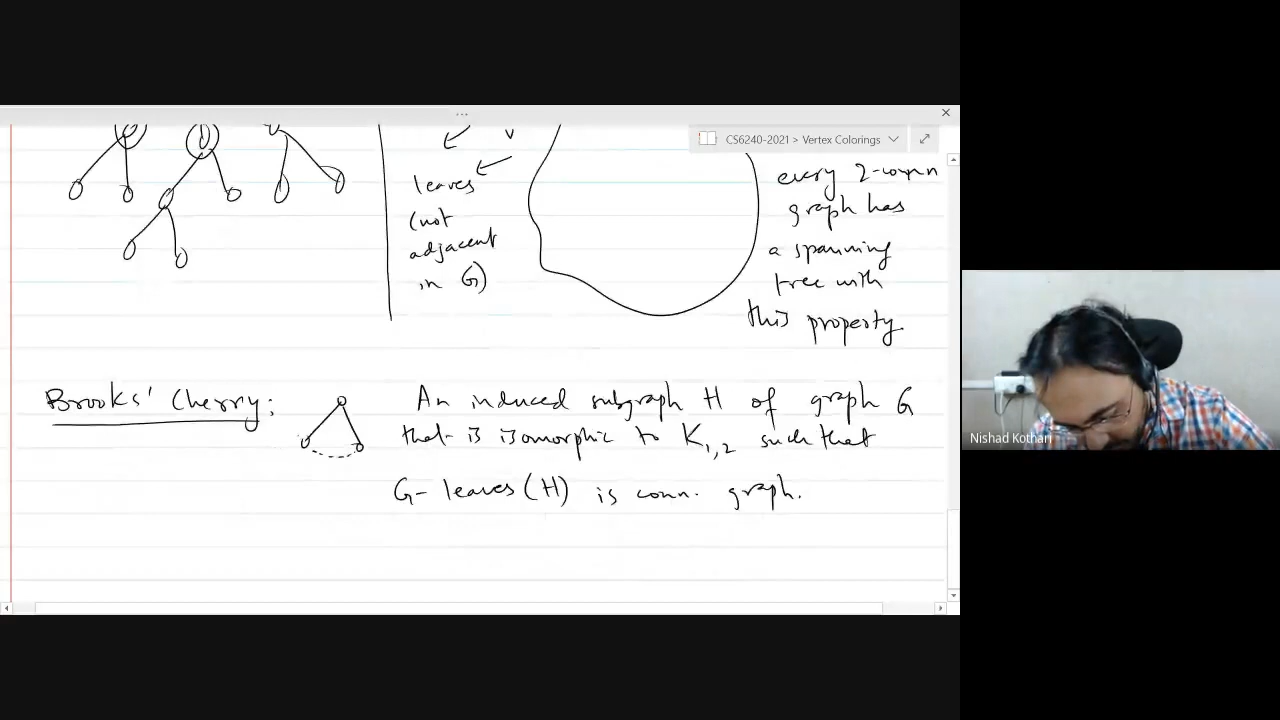 CS6240-2021 > Vertex Colorings
v
leaves
(not
adjacent
in G)
every 2-conn
graph has
a spanning
tree with
this property
Brooks' Cherry:
An induced subgraph H of graph G
that is isomorphic to K1,2 such that
G- leaves(H) is conn. graph.
Nishad Kothari